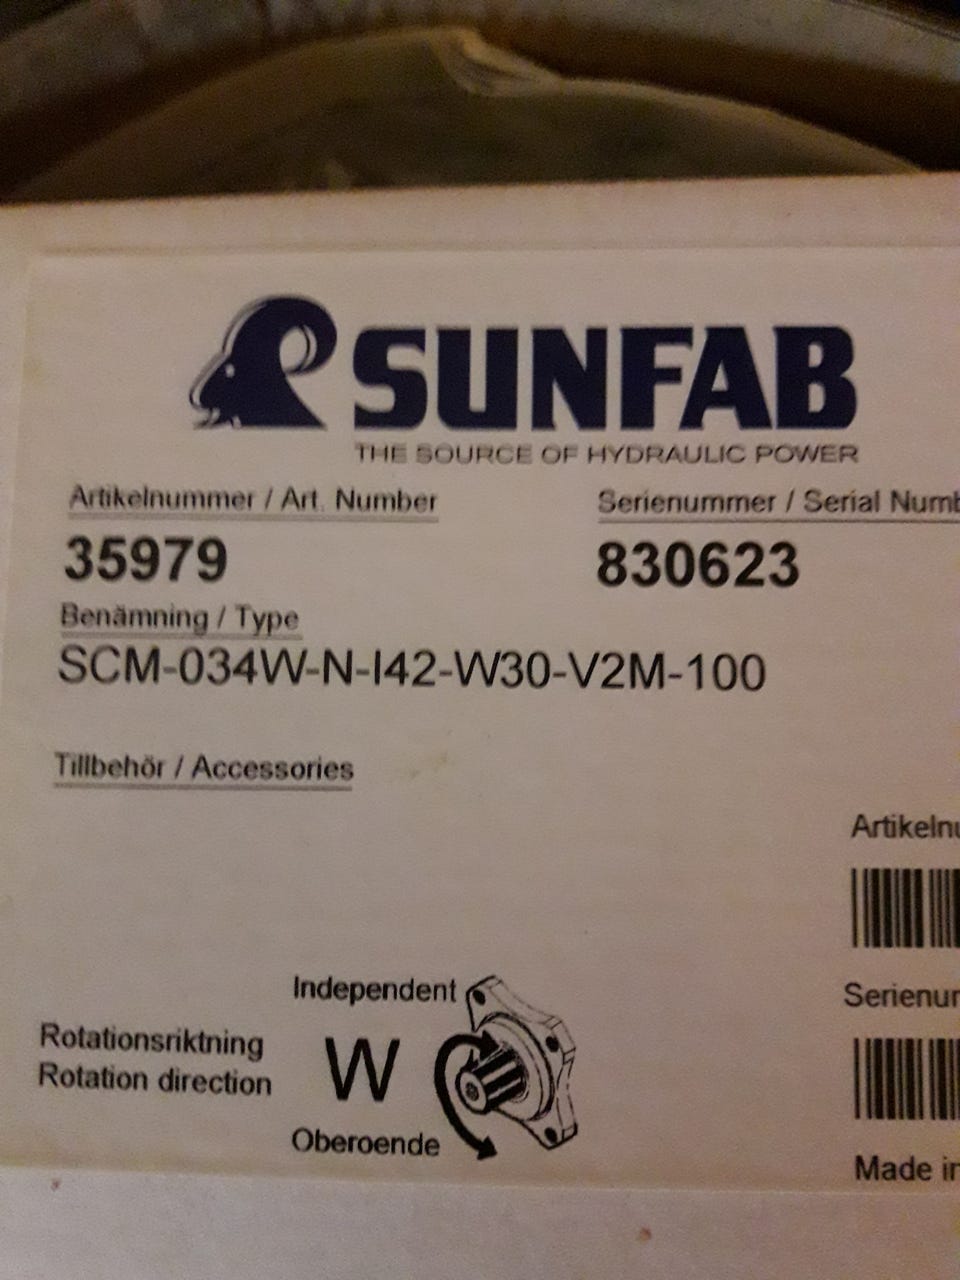 SUNFAB
THE SOURCE OF HYDRAULIC POWER
Artikelnummer / Art. Number
35979
Serienummer / Serial Numb
830623
Benämning / Type
SCM-034W-N-I42-W30-V2M-100
Tillbehör / Accessories
Artikelnu
Serienur
Made in
Rotationsriktning
Rotation direction
Independent
W
Oberoende